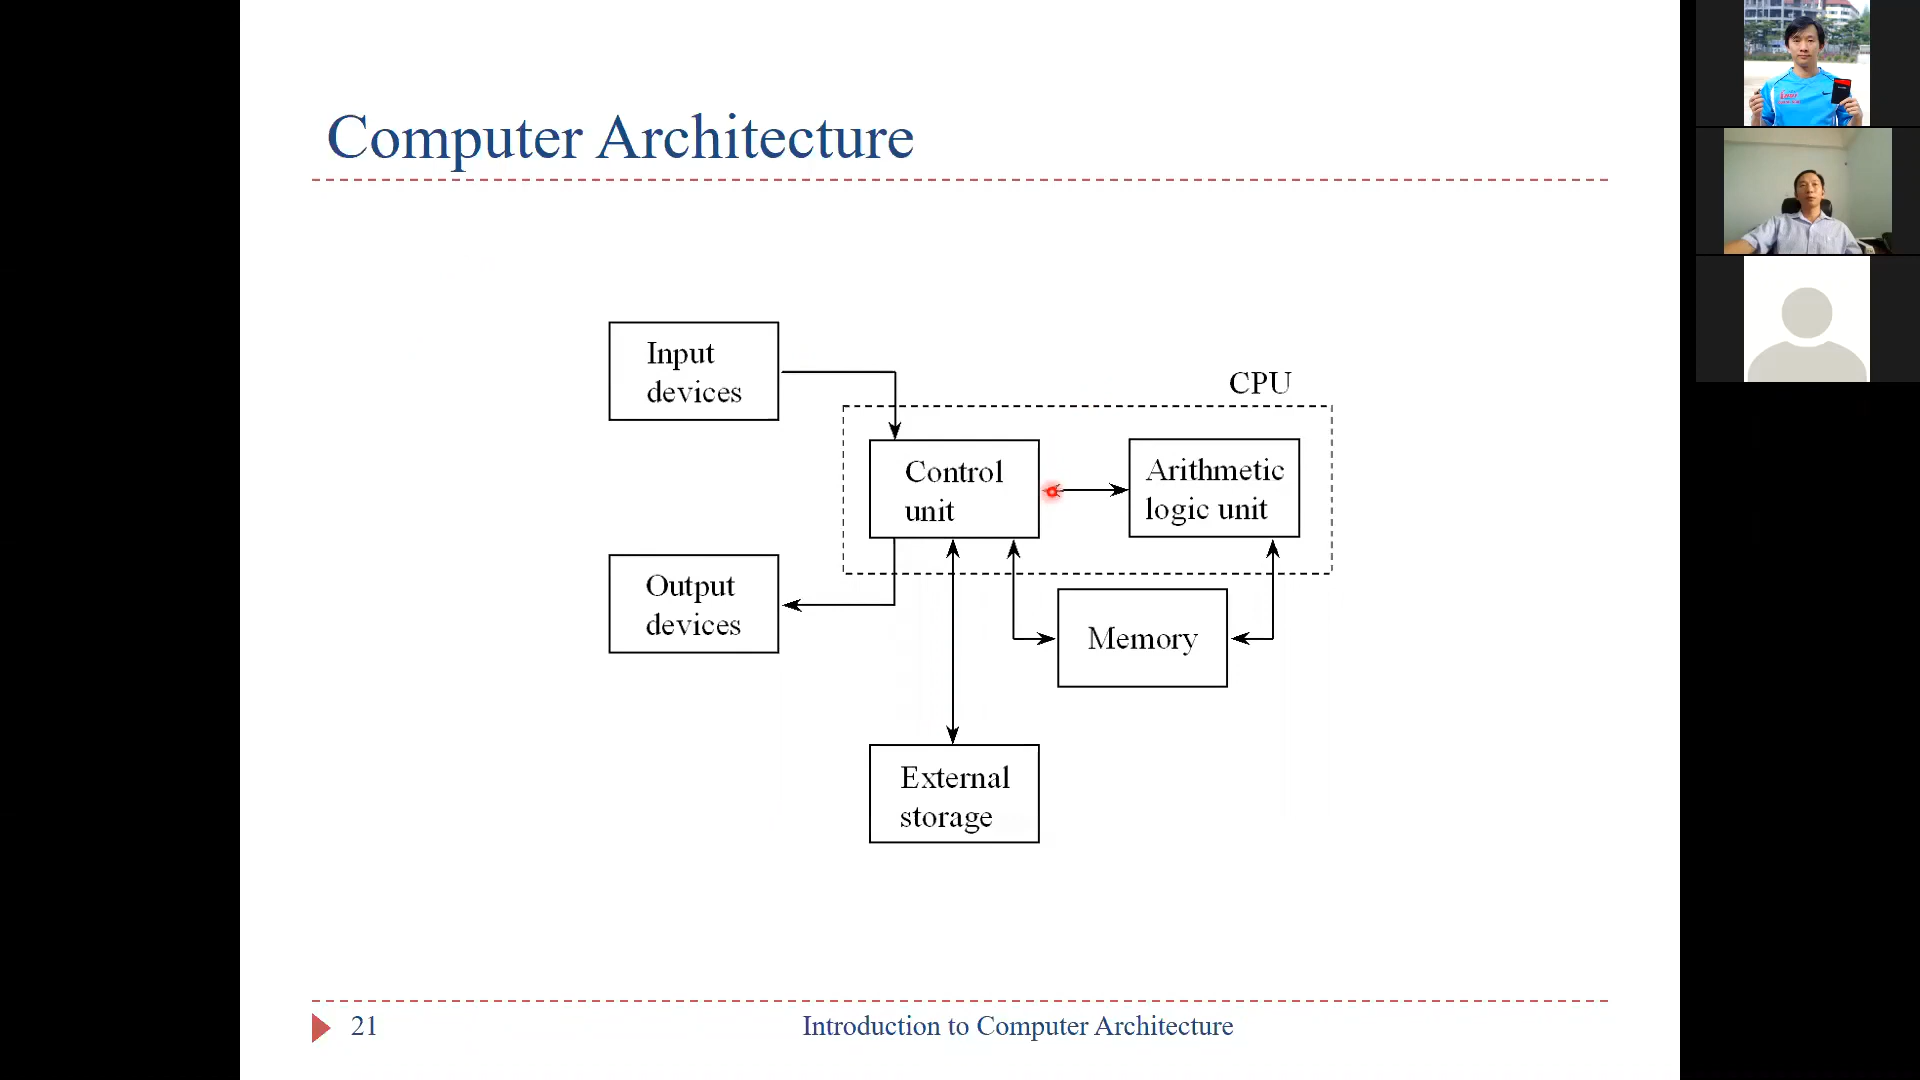 Computer Architecture
Input
devices
CPU
Control
unit
Arithmetic
logic unit
Output
devices
Memory
External
storage
21
Introduction to Computer Architecture